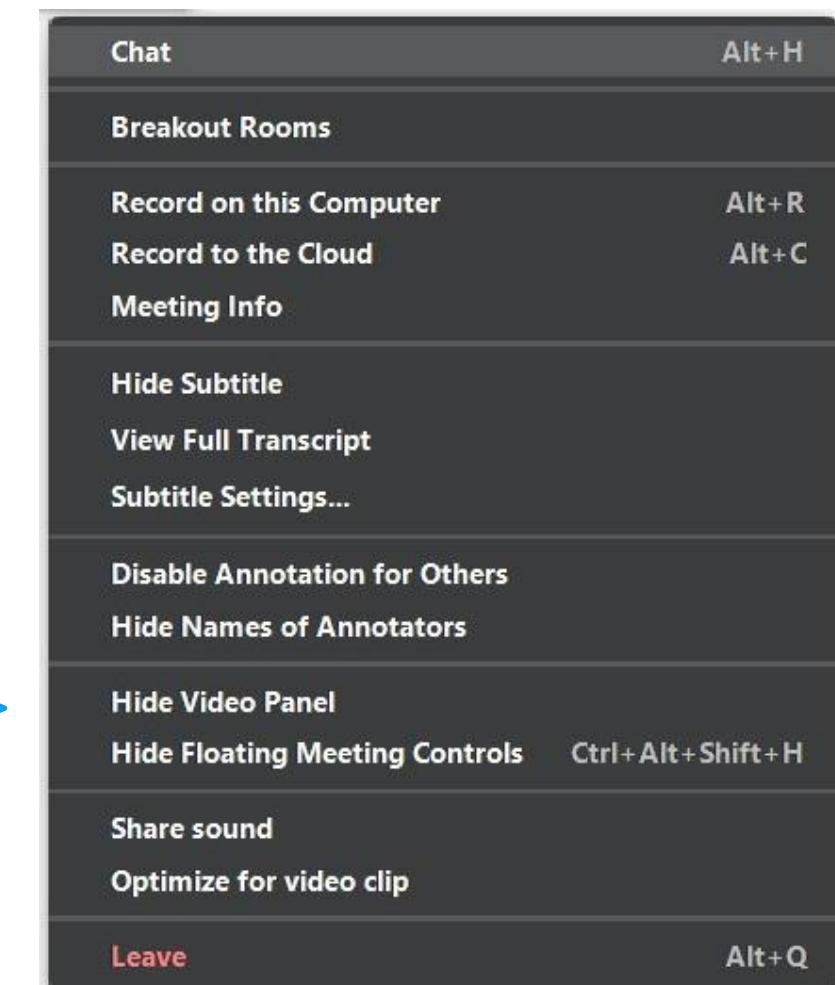 Chat Alt+H
Breakout Rooms
Record on this Computer Alt+R
Record to the Cloud Alt+C
Meeting Info
Hide Subtitle
View Full Transcript
Subtitle Settings...
Disable Annotation for Others
Hide Names of Annotators
Hide Video Panel
Hide Floating Meeting Controls Ctrl+Alt+Shift+H
Share sound
Optimize for video clip
Leave Alt+Q